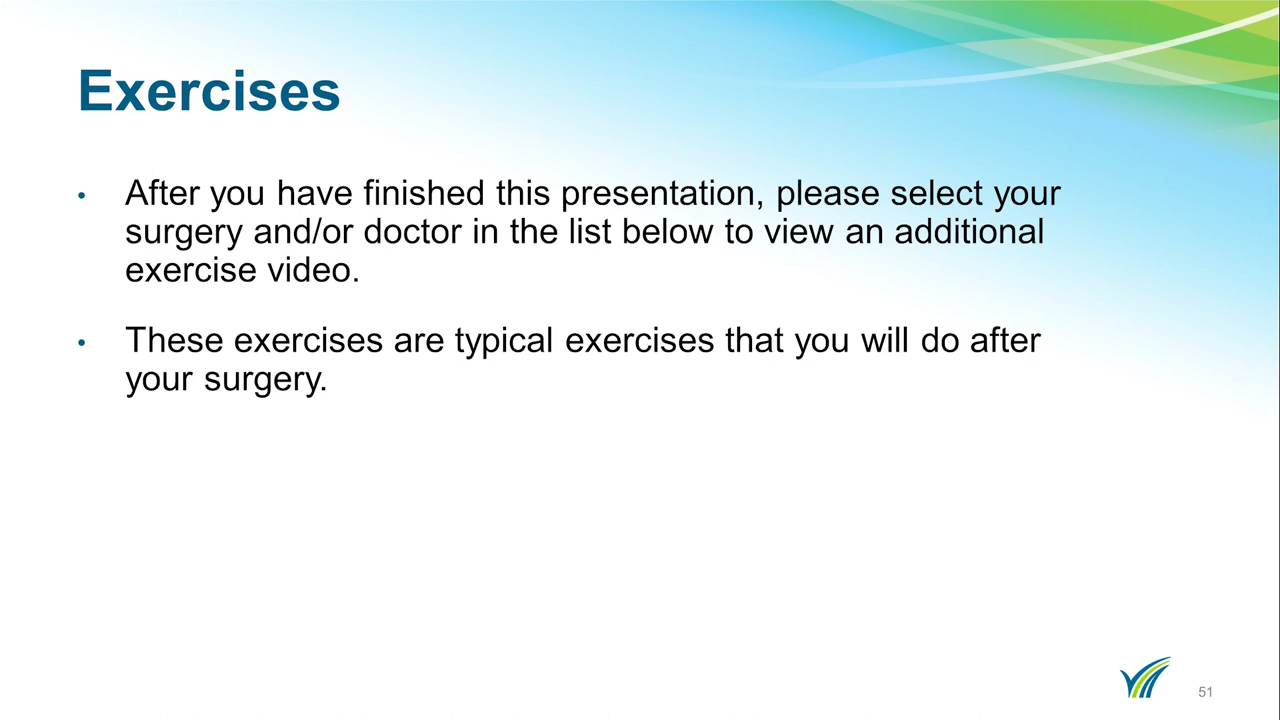 Exercises
• After you have finished this presentation, please select your
surgery and/or doctor in the list below to view an additional
exercise video.
• These exercises are typical exercises that you will do after
your surgery.
51